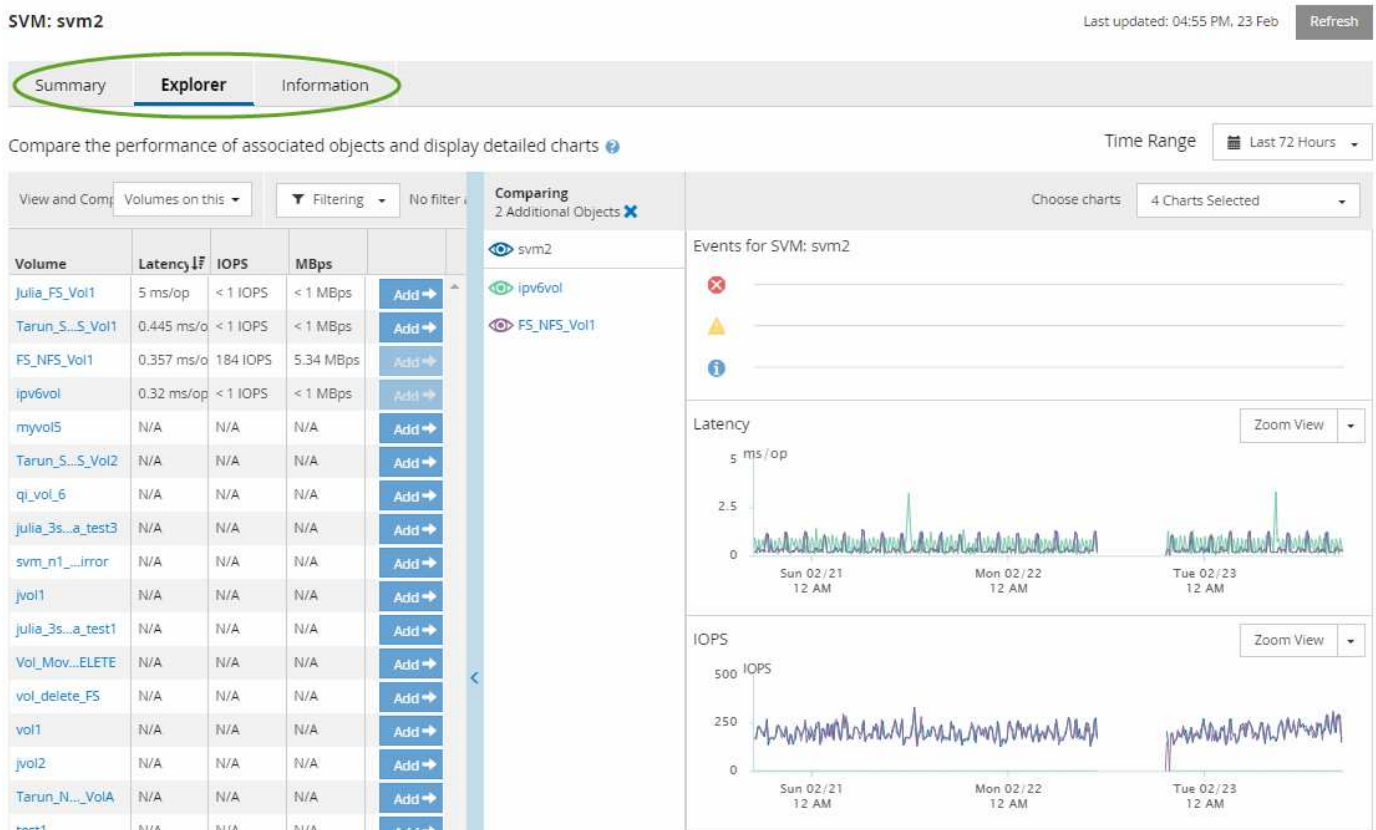 SVM: svm2
Last updated: 04:55 PM, 23 Feb
Refresh
Summary
Explorer
Information
Compare the performance of associated objects and display detailed charts ?
Time Range
Last 72 Hours
View and Comp
Volumes on this
Filtering
No filter a
Comparing
2 Additional Objects
Choose charts
4 Charts Selected
Volume Latency IOPS MBps
Julia_FS_Vol1 5 ms/op < 1 IOPS < 1 MBps Add
Tarun_S...S_Vol1 0.445 ms/o < 1 IOPS < 1 MBps Add
FS_NFS_Vol1 0.357 ms/o 184 IOPS 5.34 MBps Add
ipv6vol 0.32 ms/op < 1 IOPS < 1 MBps Add
myvol5 N/A N/A N/A Add
Tarun_S...S_Vol2 N/A N/A N/A Add
qi_vol_6 N/A N/A N/A Add
julia_3s...a_test3 N/A N/A N/A Add
svm_n1_...irror N/A N/A N/A Add
jvol1 N/A N/A N/A Add
julia_3s...a_test1 N/A N/A N/A Add
Vol_Mov...ELETE N/A N/A N/A Add
vol_delete_FS N/A N/A N/A Add
vol1 N/A N/A N/A Add
jvol2 N/A N/A N/A Add
Tarun_N..._VolA N/A N/A N/A Add
test1 N/A N/A N/A Add
svm2
ipv6vol
FS_NFS_Vol1
Events for SVM: svm2
Latency
Zoom View
5 ms/op
2.5
0
Sun 02/21 Mon 02/22 Tue 02/23
12 AM 12 AM 12 AM
IOPS
Zoom View
500 IOPS
250
0
Sun 02/21 Mon 02/22 Tue 02/23
12 AM 12 AM 12 AM